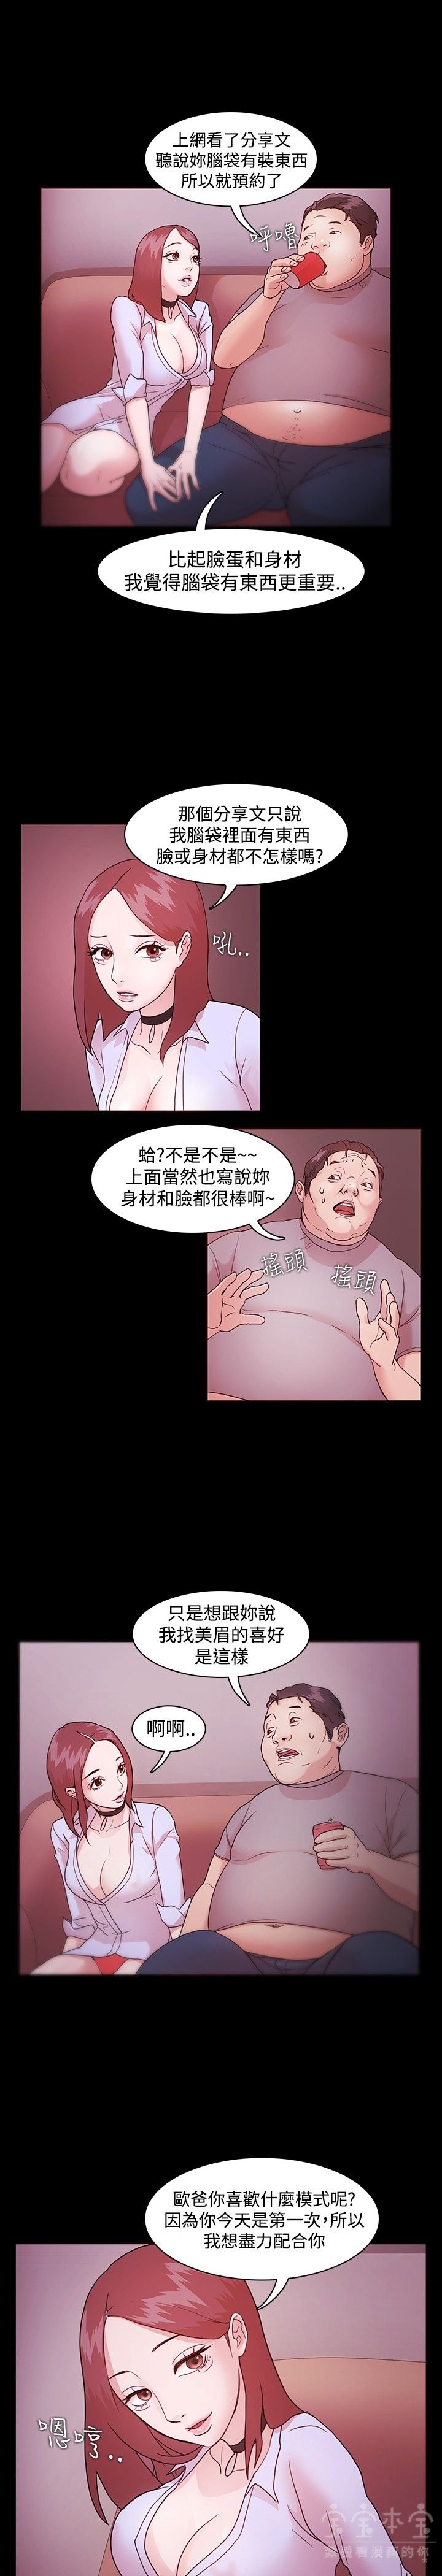 上網看了分享文
聽說妳腦袋有裝東西
所以就預約了
呼嚕
比起臉蛋和身材
我覺得腦袋有東西更重要..
那個分享文只說
我腦袋裡面有東西
臉或身材都不怎樣嗎?
吼..
蛤?不是不是~~
上面當然也寫說妳
身材和臉都很棒啊~
搖頭
搖頭
只是想跟妳說
我找美眉的喜好
是這樣
啊啊..
歐爸你喜歡什麼模式呢?
因為你今天是第一次,所以
我想盡力配合你
嗯哼..